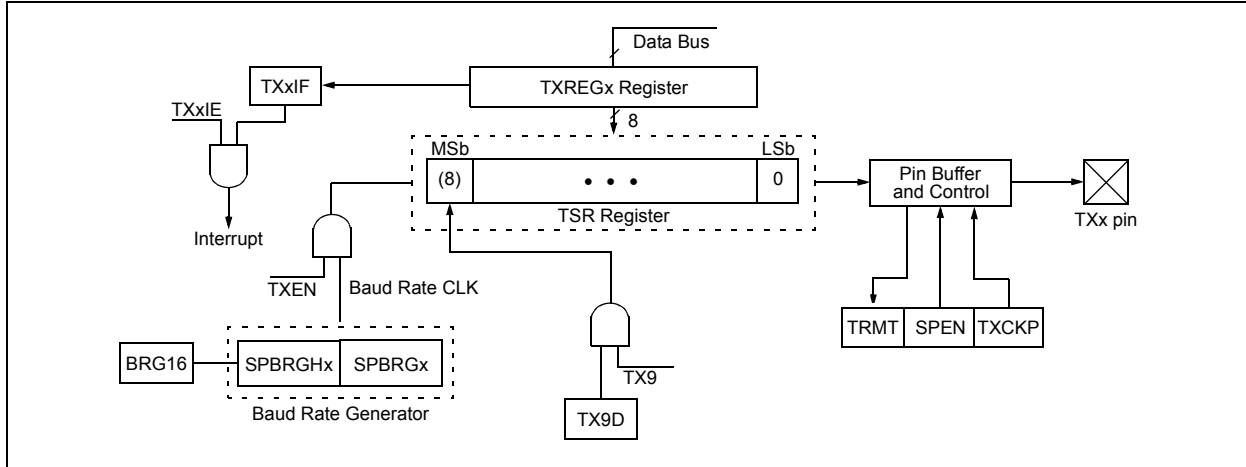 Data Bus
TXREGx Register
TXxIF
TXxIE
8
MSb
LSb
(8)
• • •
0
TSR Register
Pin Buffer
and Control
TXx pin
Interrupt
TXEN
Baud Rate CLK
TRMT
SPEN
TXCKP
BRG16
SPBRGHx
SPBRGx
TX9
Baud Rate Generator
TX9D